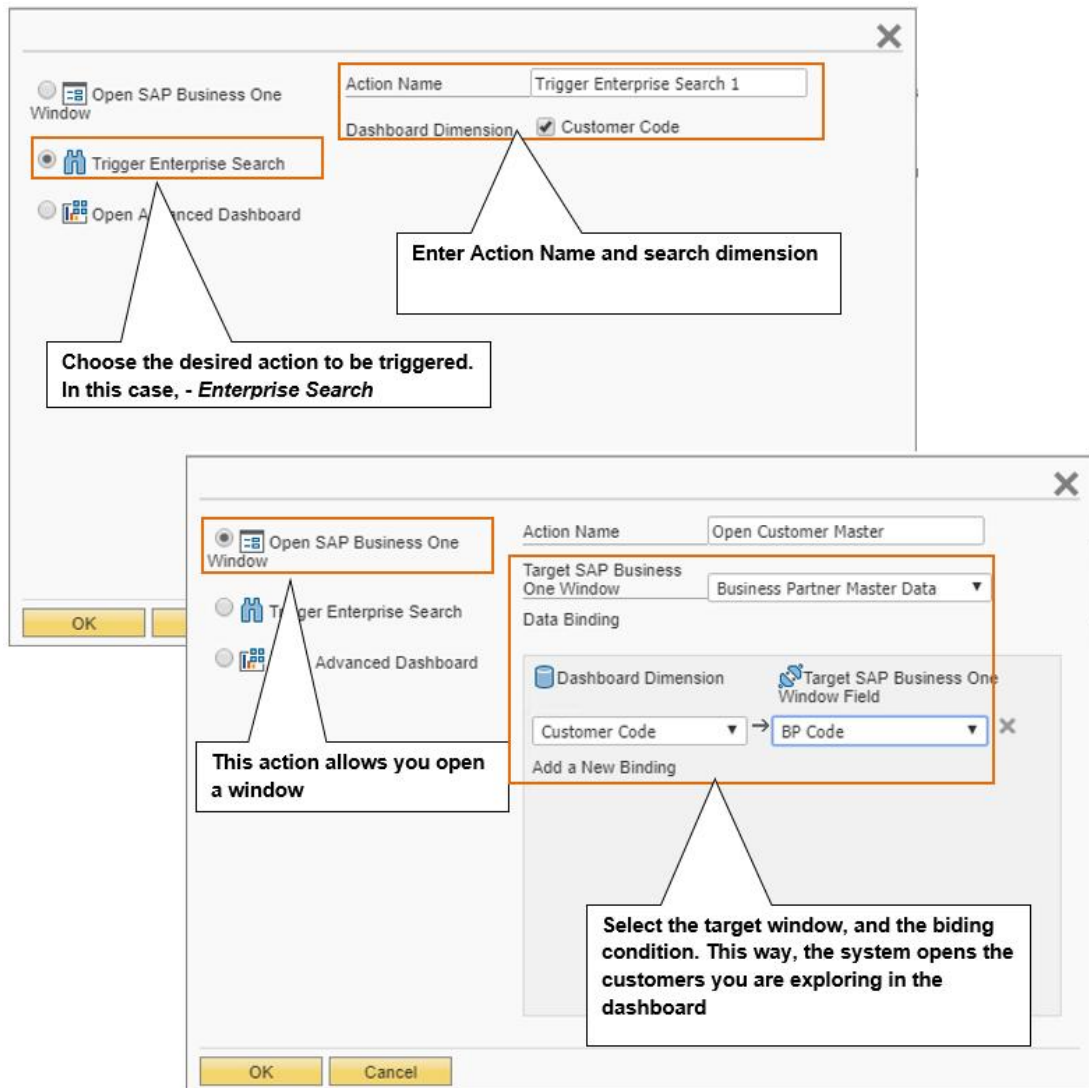 Open SAP Business One
Window
Trigger Enterprise Search
Open A nced Dashboard
Action Name
Trigger Enterprise Search 1
Dashboard Dimension
Customer Code
Enter Action Name and search dimension
Choose the desired action to be triggered.
In this case, - Enterprise Search
OK
Open SAP Business One
Window
Tr ger Enterprise Search
Advanced Dashboard
Action Name
Open Customer Master
Target SAP Business
One Window
Business Partner Master Data
Data Binding
Dashboard Dimension
Target SAP Business One
Window Field
Customer Code
→
BP Code
Add a New Binding
This action allows you open
a window
Select the target window, and the biding
condition. This way, the system opens the
customers you are exploring in the
dashboard
OK
Cancel